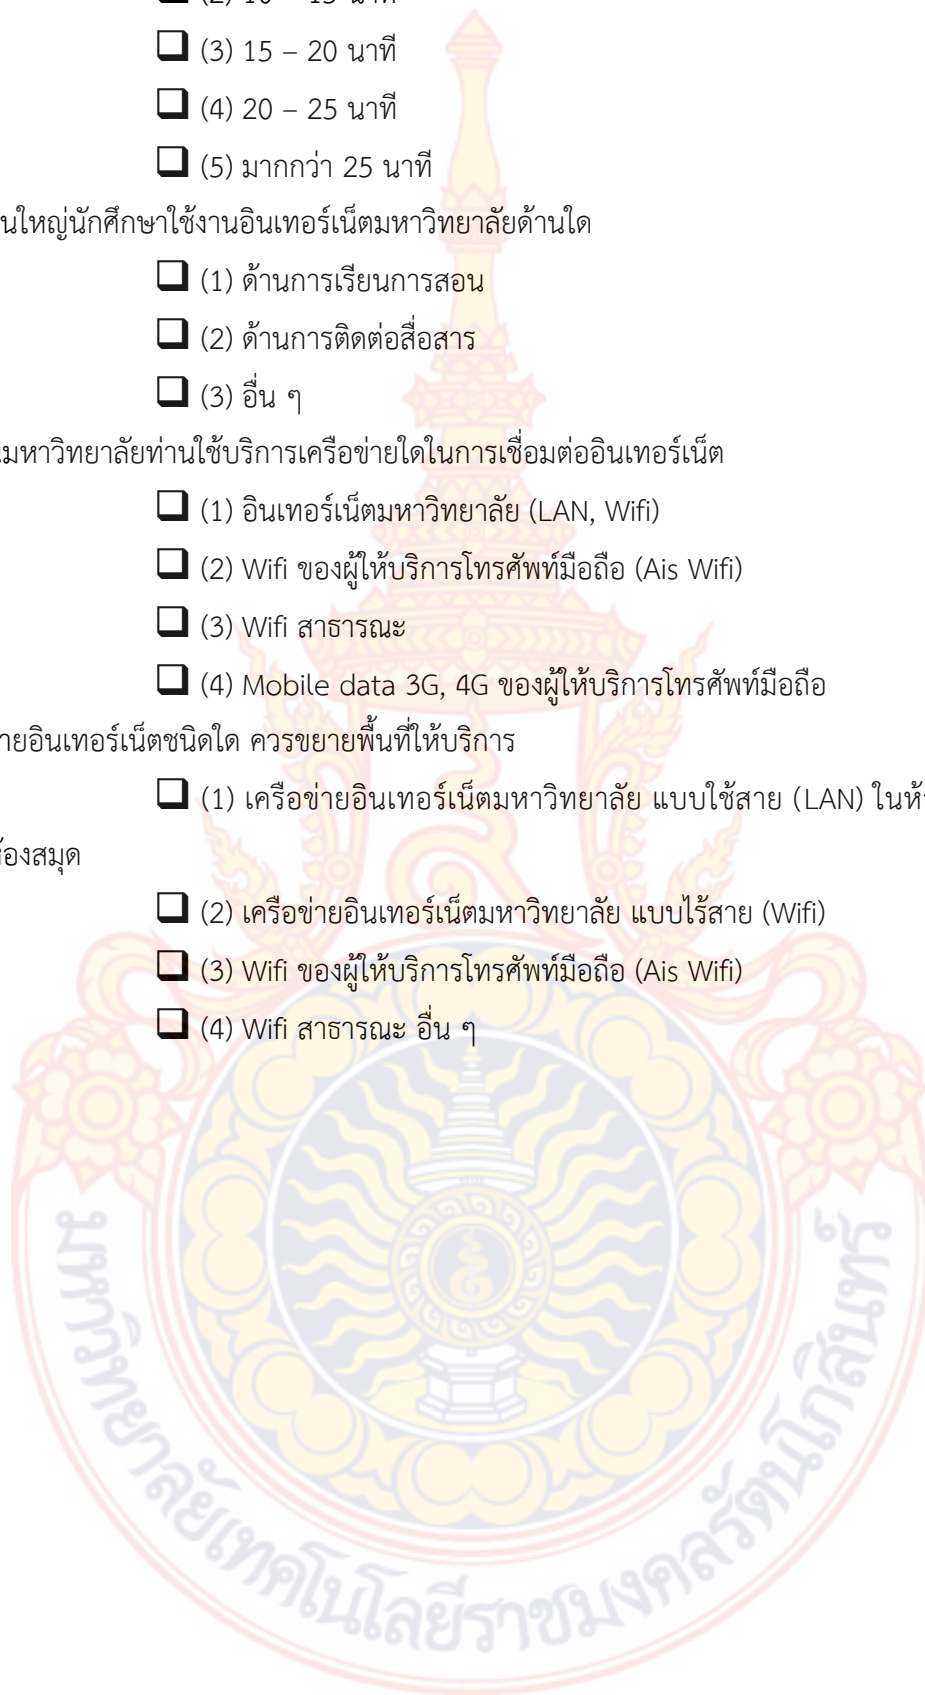 (3) 15 – 20 นาที
(4) 20 – 25 นาที
(5) มากกว่า 25 นาที
นใหญ่นักศึกษาใช้งานอินเทอร์เน็ตมหาวิทยาลัยด้านใด
(1) ด้านการเรียนการสอน
(2) ด้านการติดต่อสื่อสาร
(3) อื่น ๆ
มหาวิทยาลัยท่านใช้บริการเครือข่ายใดในการเชื่อมต่ออินเทอร์เน็ต
(1) อินเทอร์เน็ตมหาวิทยาลัย (LAN, Wifi)
(2) Wifi ของผู้ให้บริการโทรศัพท์มือถือ (Ais Wifi)
(3) Wifi สาธารณะ
(4) Mobile data 3G, 4G ของผู้ให้บริการโทรศัพท์มือถือ
ายอินเทอร์เน็ตชนิดใด ควรขยายพื้นที่ให้บริการ
(1) เครือข่ายอินเทอร์เน็ตมหาวิทยาลัย แบบใช้สาย (LAN) ในห้
้องสมุด
(2) เครือข่ายอินเทอร์เน็ตมหาวิทยาลัย แบบไร้สาย (Wifi)
(3) Wifi ของผู้ให้บริการโทรศัพท์มือถือ (Ais Wifi)
(4) Wifi สาธารณะ อื่น ๆ
มหาวิทยาลัยเทคโนโลยีราชมงคลรัตนโกสินทร์